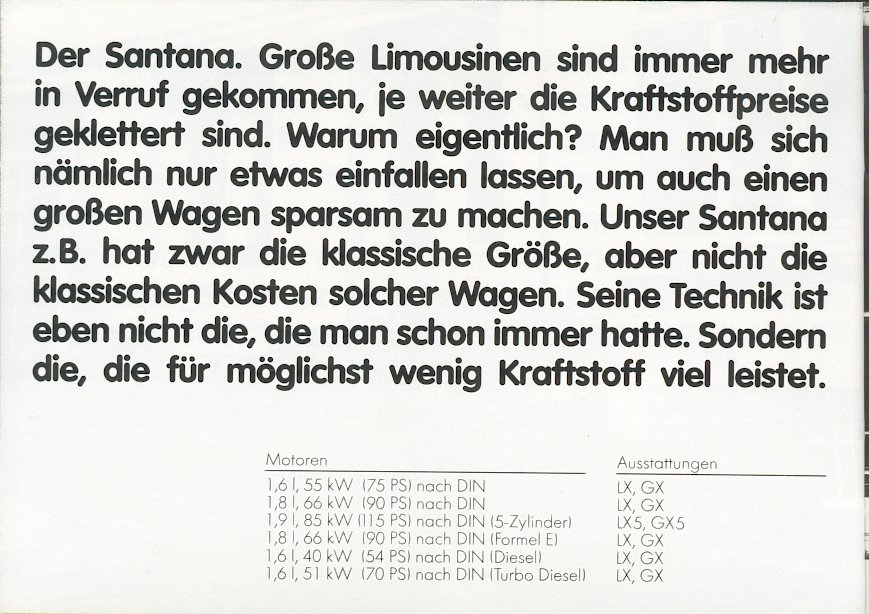 Der Santana. Große Limousinen sind immer mehr
in Verruf gekommen, je weiter die Kraftstoffpreise
geklettert sind. Warum eigentlich? Man muß sich
nämlich nur etwas einfallen lassen, um auch einen
großen Wagen sparsam zu machen. Unser Santana
z.B. hat zwar die klassische Größe, aber nicht die
klassischen Kosten solcher Wagen. Seine Technik ist
eben nicht die, die man schon immer hatte. Sondern
die, die für möglichst wenig Kraftstoff viel leistet.
Motoren Ausstattungen
1,6 l, 55 kW (75 PS) nach DIN LX, GX
1,8 l, 66 kW (90 PS) nach DIN LX, GX
1,9 l, 85 kW (115 PS) nach DIN (5-Zylinder) LX5, GX5
1,8 l, 66 kW (90 PS) nach DIN (Formel E) LX, GX
1,6 l, 40 kW (54 PS) nach DIN (Diesel) LX, GX
1,6 l, 51 kW (70 PS) nach DIN (Turbo Diesel) LX, GX